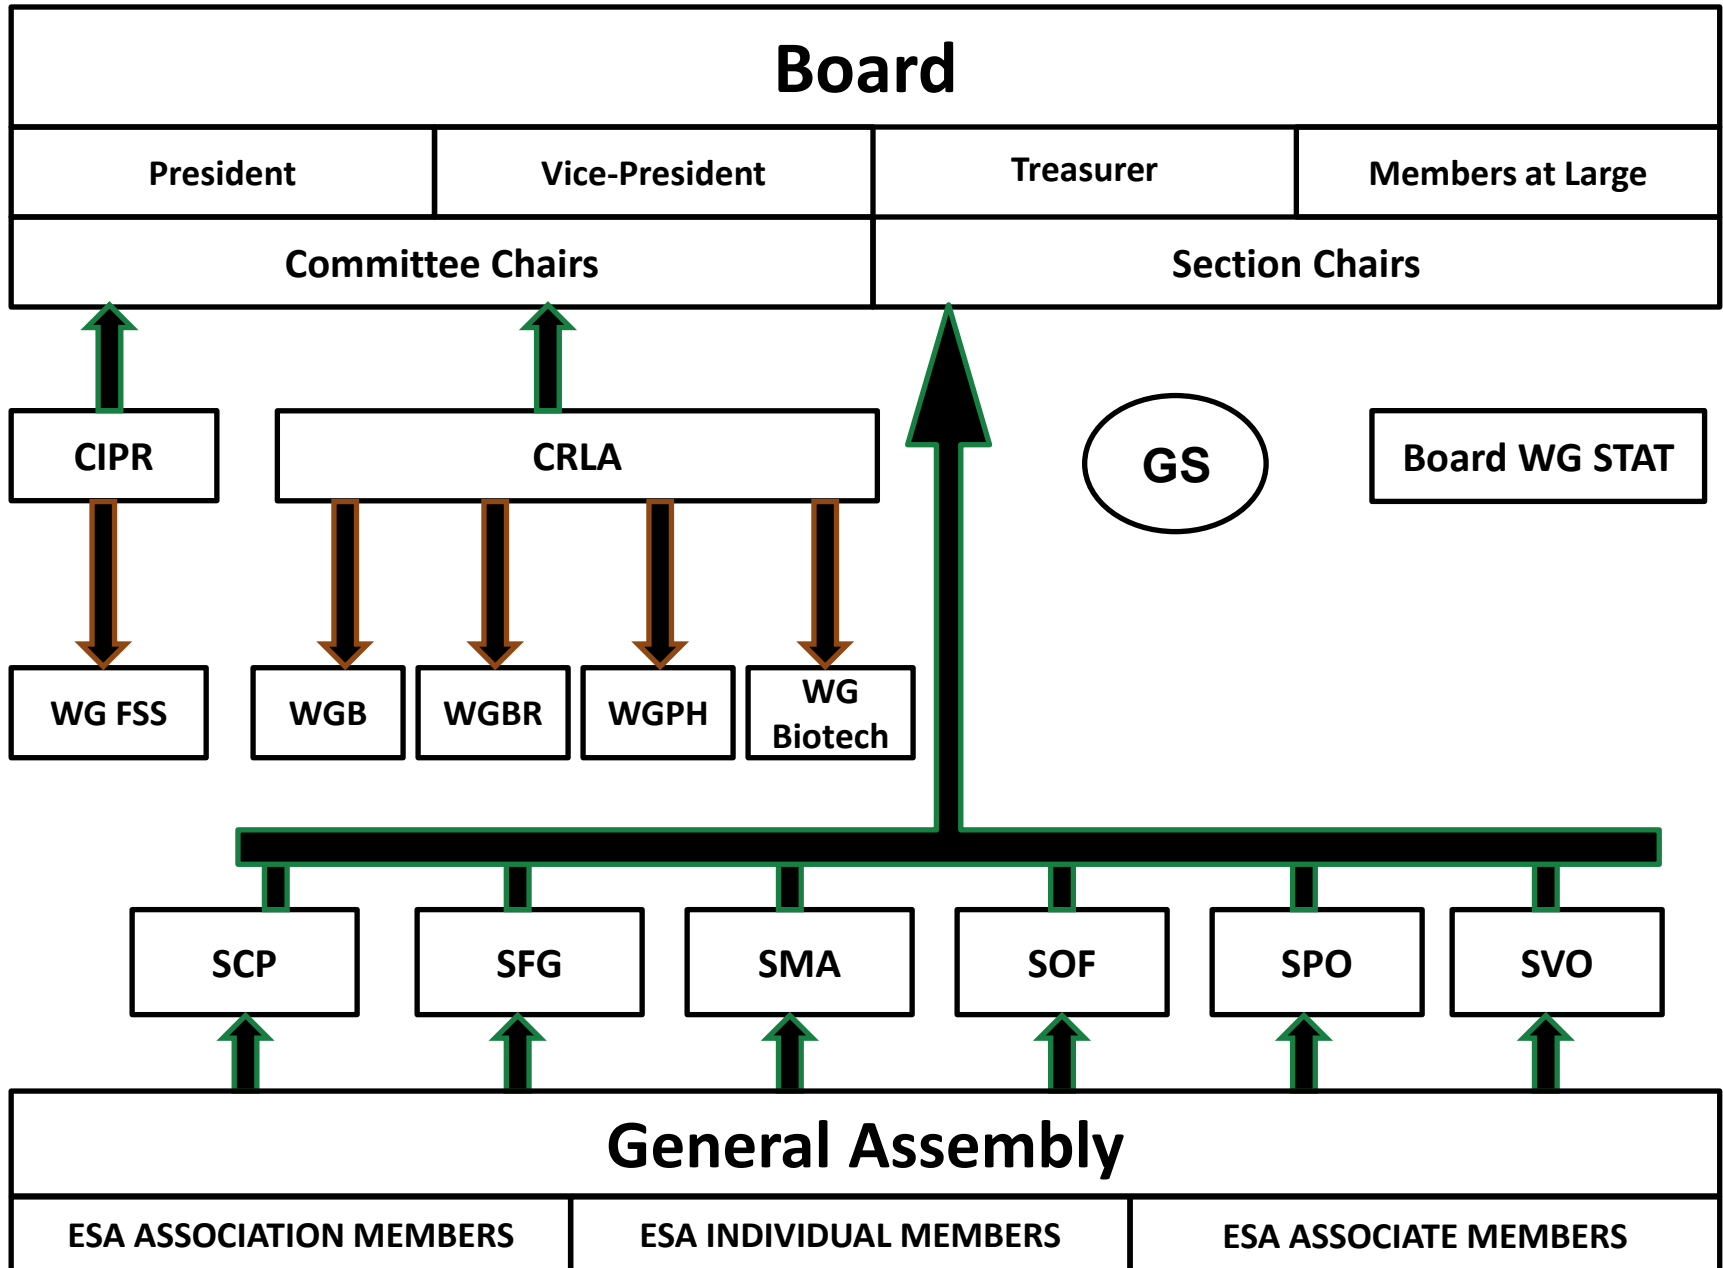 Board
President
Vice-President
Treasurer
Members at Large
Committee Chairs
Section Chairs
CIPR
CRLA
GS
Board WG STAT
WG FSS
WGB
WGBR
WGPH
WG
Biotech
SCP
SFG
SMA
SOF
SPO
SVO
General Assembly
ESA ASSOCIATION MEMBERS
ESA INDIVIDUAL MEMBERS
ESA ASSOCIATE MEMBERS